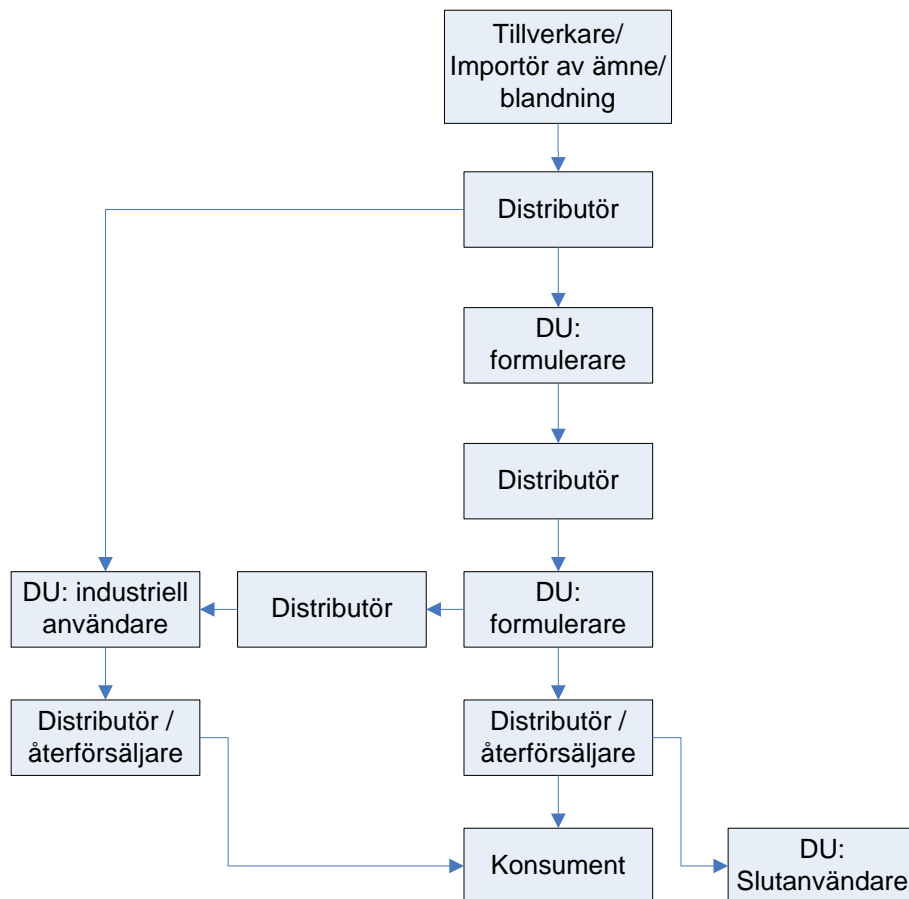 Tillverkare/
Importör av ämne/
blandning
Distributör
DU:
formulerare
Distributör
DU: industriell
användare
Distributör
DU:
formulerare
Distributör /
återförsäljare
Distributör /
återförsäljare
Konsument
DU:
Slutanvändare